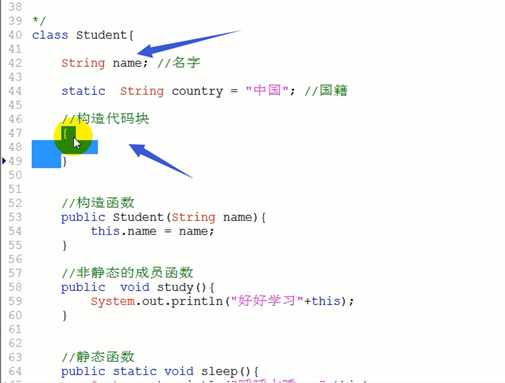 38
39 */
40 class Student{
41
42 String name; //名字
43
44 static String country = "中国"; //国籍
45
46 //构造代码块
47 {
48
49 }
50
51
52 //构造函数
53 public Student(String name){
54 this.name = name;
55 }
56
57 //非静态的成员函数
58 public void study(){
59 System.out.println("好好学习"+this);
60 }
61
62
63 //静态函数
64 public static void sleep(){